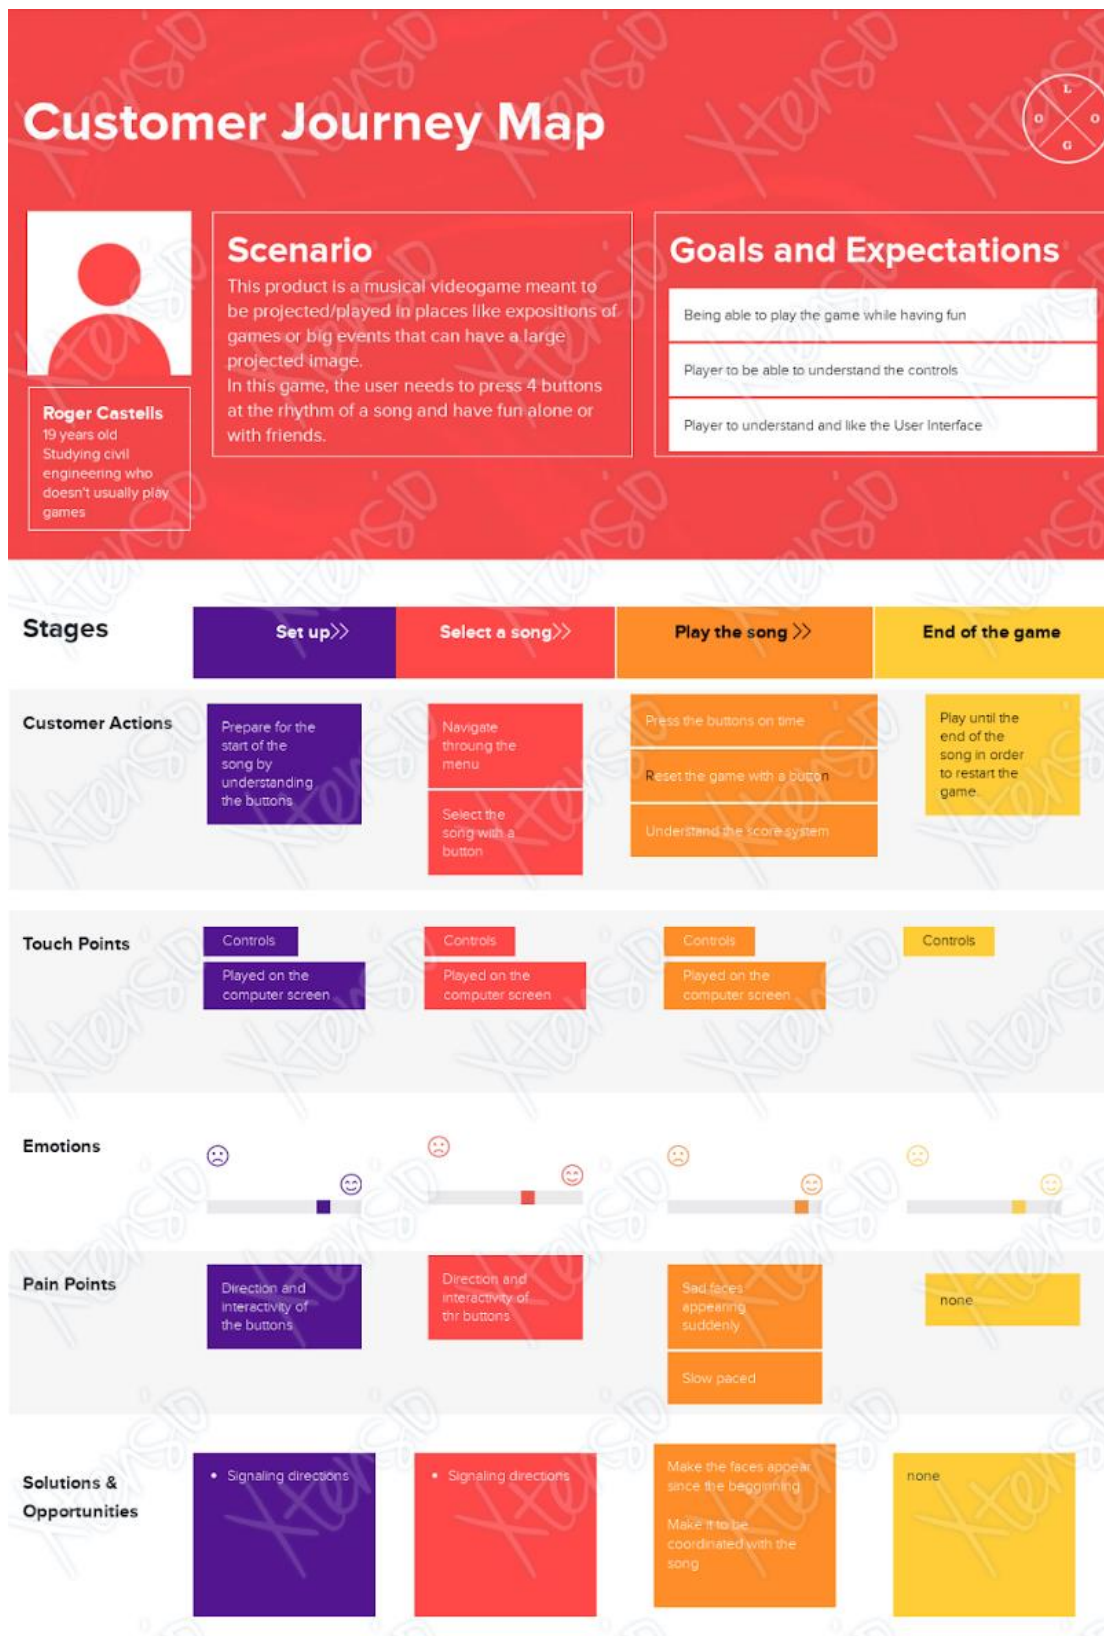 Customer Journey Map
L
O O
G
Scenario
This product is a musical videogame meant to
be projected/played in places like expositions of
games or big events that can have a large
projected image.
In this game, the user needs to press 4 buttons
at the rhythm of a song and have fun alone or
with friends.
Goals and Expectations
Being able to play the game while having fun
Player to be able to understand the controls
Player to understand and like the User Interface
Roger Castells
19 years old
Studying civil
engineering who
doesn't usually play
games
Stages
Set up>>
Select a song>>
Play the song >>
End of the game
Customer Actions
Prepare for the
start of the
song by
understanding
the buttons
Navigate
throung the
menu
Select the
song with a
button
Press the buttons on time
Reset the game with a button
Understand the score system
Play until the
end of the
song in order
to restart the
game.
Touch Points
Controls
Played on the
computer screen
Controls
Played on the
computer screen
Controls
Played on the
computer screen
Controls
Emotions
Pain Points
Direction and
interactivity of
the buttons
Direction and
interactivity of
thr buttons
Sad faces
appearing
suddenly
Slow paced
none
Solutions &
Opportunities
• Signaling directions
• Signaling directions
Make the faces appear
since the beggirining
Make it to be
coordinated with the
song
none
Xtensio